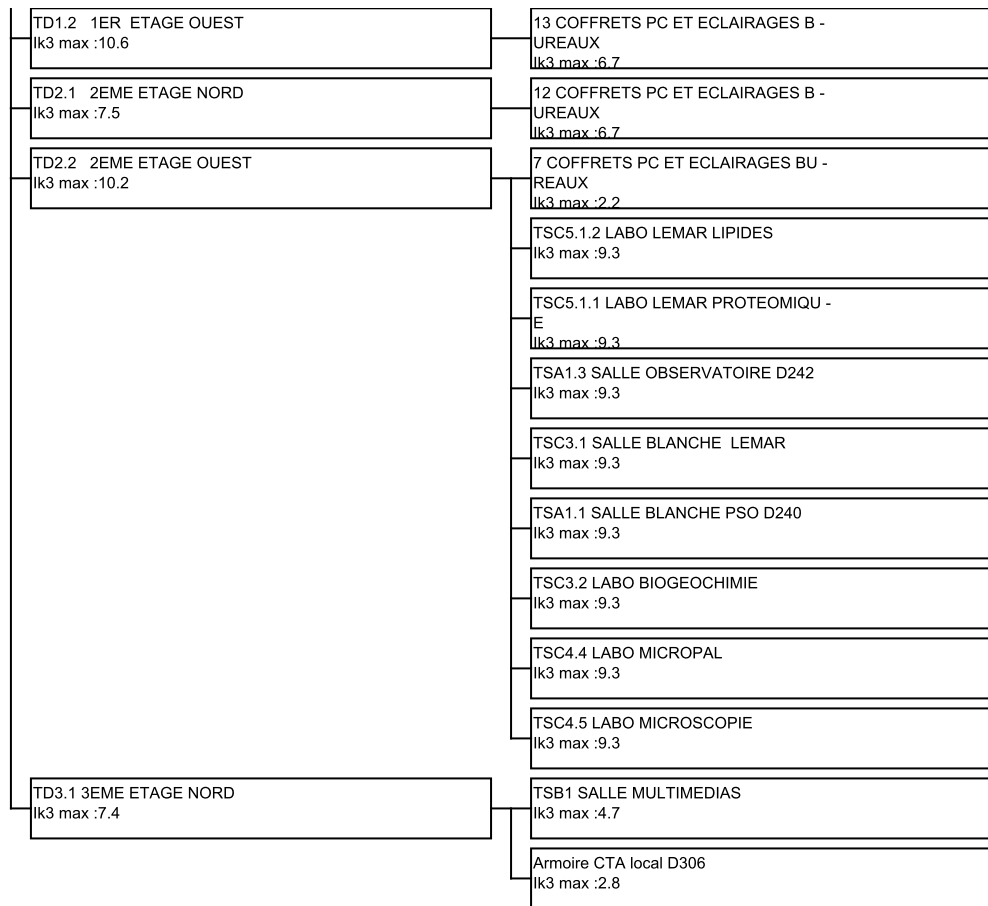 TD1.2   1ER  ETAGE OUEST
Ik3 max :10.6
13 COFFRETS PC ET ECLAIRAGES B -
UREAUX
Ik3 max :6.7
TD2.1   2EME ETAGE NORD
Ik3 max :7.5
12 COFFRETS PC ET ECLAIRAGES B -
UREAUX
Ik3 max :6.7
TD2.2   2EME ETAGE OUEST
Ik3 max :10.2
7 COFFRETS PC ET ECLAIRAGES BU -
REAUX
Ik3 max :2.2
TSC5.1.2 LABO LEMAR LIPIDES
Ik3 max :9.3
TSC5.1.1 LABO LEMAR PROTEOMIQU -
E
Ik3 max :9.3
TSA1.3 SALLE OBSERVATOIRE D242
Ik3 max :9.3
TSC3.1 SALLE BLANCHE  LEMAR
Ik3 max :9.3
TSA1.1 SALLE BLANCHE PSO D240
Ik3 max :9.3
TSC3.2 LABO BIOGEOCHIMIE
Ik3 max :9.3
TSC4.4 LABO MICROPAL
Ik3 max :9.3
TSC4.5 LABO MICROSCOPIE
Ik3 max :9.3
TD3.1 3EME ETAGE NORD
Ik3 max :7.4
TSB1 SALLE MULTIMEDIAS
Ik3 max :4.7
Armoire CTA local D306
Ik3 max :2.8